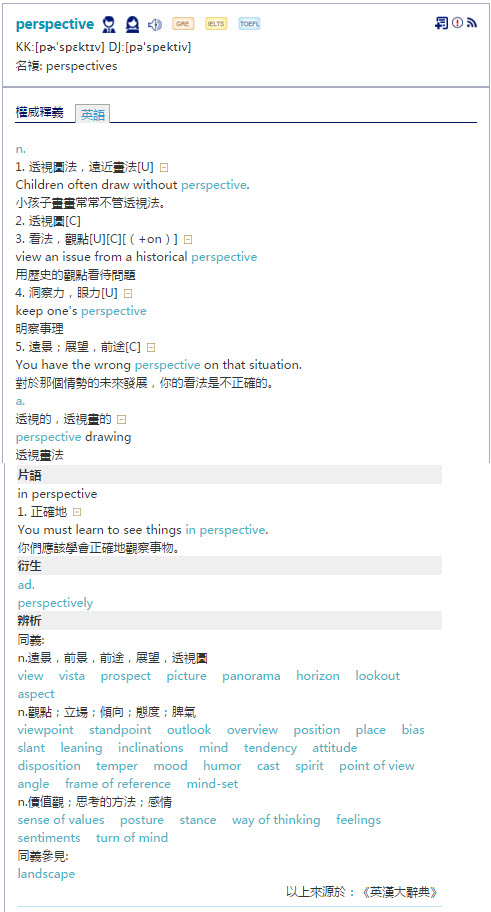 perspective GRE IELTS TOEFL
KK:[pɚˋspɛktɪv] DJ:[pəˋspektiv]
名複: perspectives
權威釋義 英語
n.
1. 透視圖法，遠近畫法[U]
Children often draw without perspective.
小孩子畫畫常常不管透視法。
2. 透視圖[C]
3. 看法，觀點[U][C][（+on）]
view an issue from a historical perspective
用歷史的觀點看待問題
4. 洞察力，眼力[U]
keep one's perspective
明察事理
5. 遠景；展望，前途[C]
You have the wrong perspective on that situation.
對於那個情勢的未來發展，你的看法是不正確的。
a.
透視的，透視畫的
perspective drawing
透視畫法
片語
in perspective
1. 正確地
You must learn to see things in perspective.
你們應該學會正確地觀察事物。
衍生
ad.
perspectively
辨析
同義:
n.遠景，前景，前途，展望，透視圖
view vista prospect picture panorama horizon lookout
aspect
n.觀點；立場；傾向；態度；脾氣
viewpoint standpoint outlook overview position place bias
slant leaning inclinations mind tendency attitude
disposition temper mood humor cast spirit point of view
angle frame of reference mind-set
n.價值觀；思考的方法；感情
sense of values posture stance way of thinking feelings
sentiments turn of mind
同義參見:
landscape
以上來源於：《英漢大辭典》